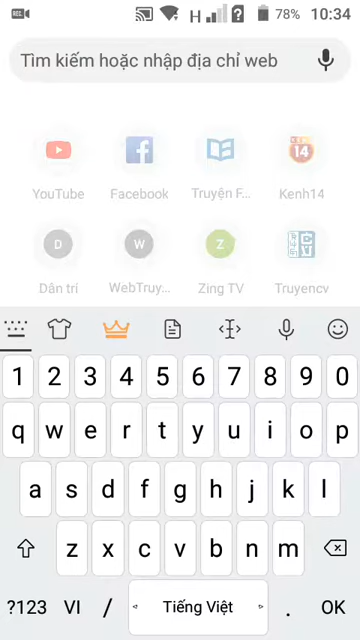 REC
H
?
78% 10:34
Tìm kiếm hoặc nhập địa chỉ web
YouTube Facebook Truyện F... Kenh14
D W Z
Dân trí WebTruy... Zing TV Truyencv
1 2 3 4 5 6 7 8 9 0
q w e r t y u i o p
a s d f g h j k l
z x c v b n m
?123 VI / Tiếng Việt . OK